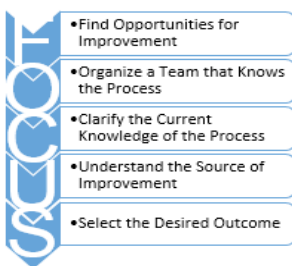 F
•Find Opportunities for
Improvement
O
•Organize a Team that Knows
the Process
C
•Clarify the Current
Knowledge of the Process
U
•Understand the Source of
Improvement
S
•Select the Desired Outcome